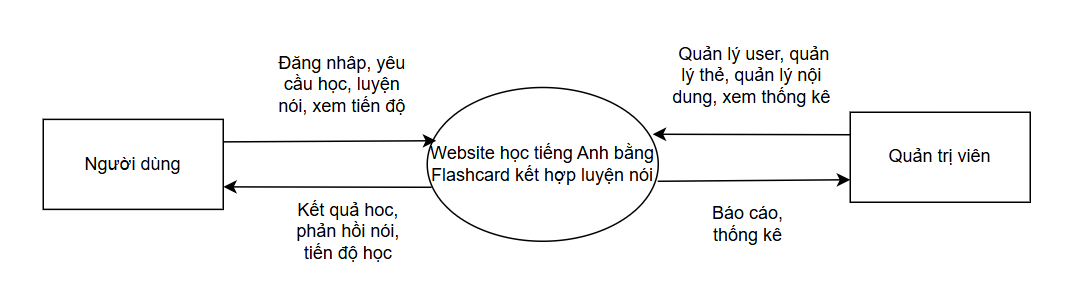 Đăng nhâp, yêu
cầu học, luyện
nói, xem tiến độ
Quản lý user, quản
lý thẻ, quản lý nội
dung, xem thống kê
Người dùng
Website học tiếng Anh bằng
Flashcard kết hợp luyện nói
Quản trị viên
Kết quả hoc,
phản hồi nói,
tiến độ học
Báo cáo,
thống kê